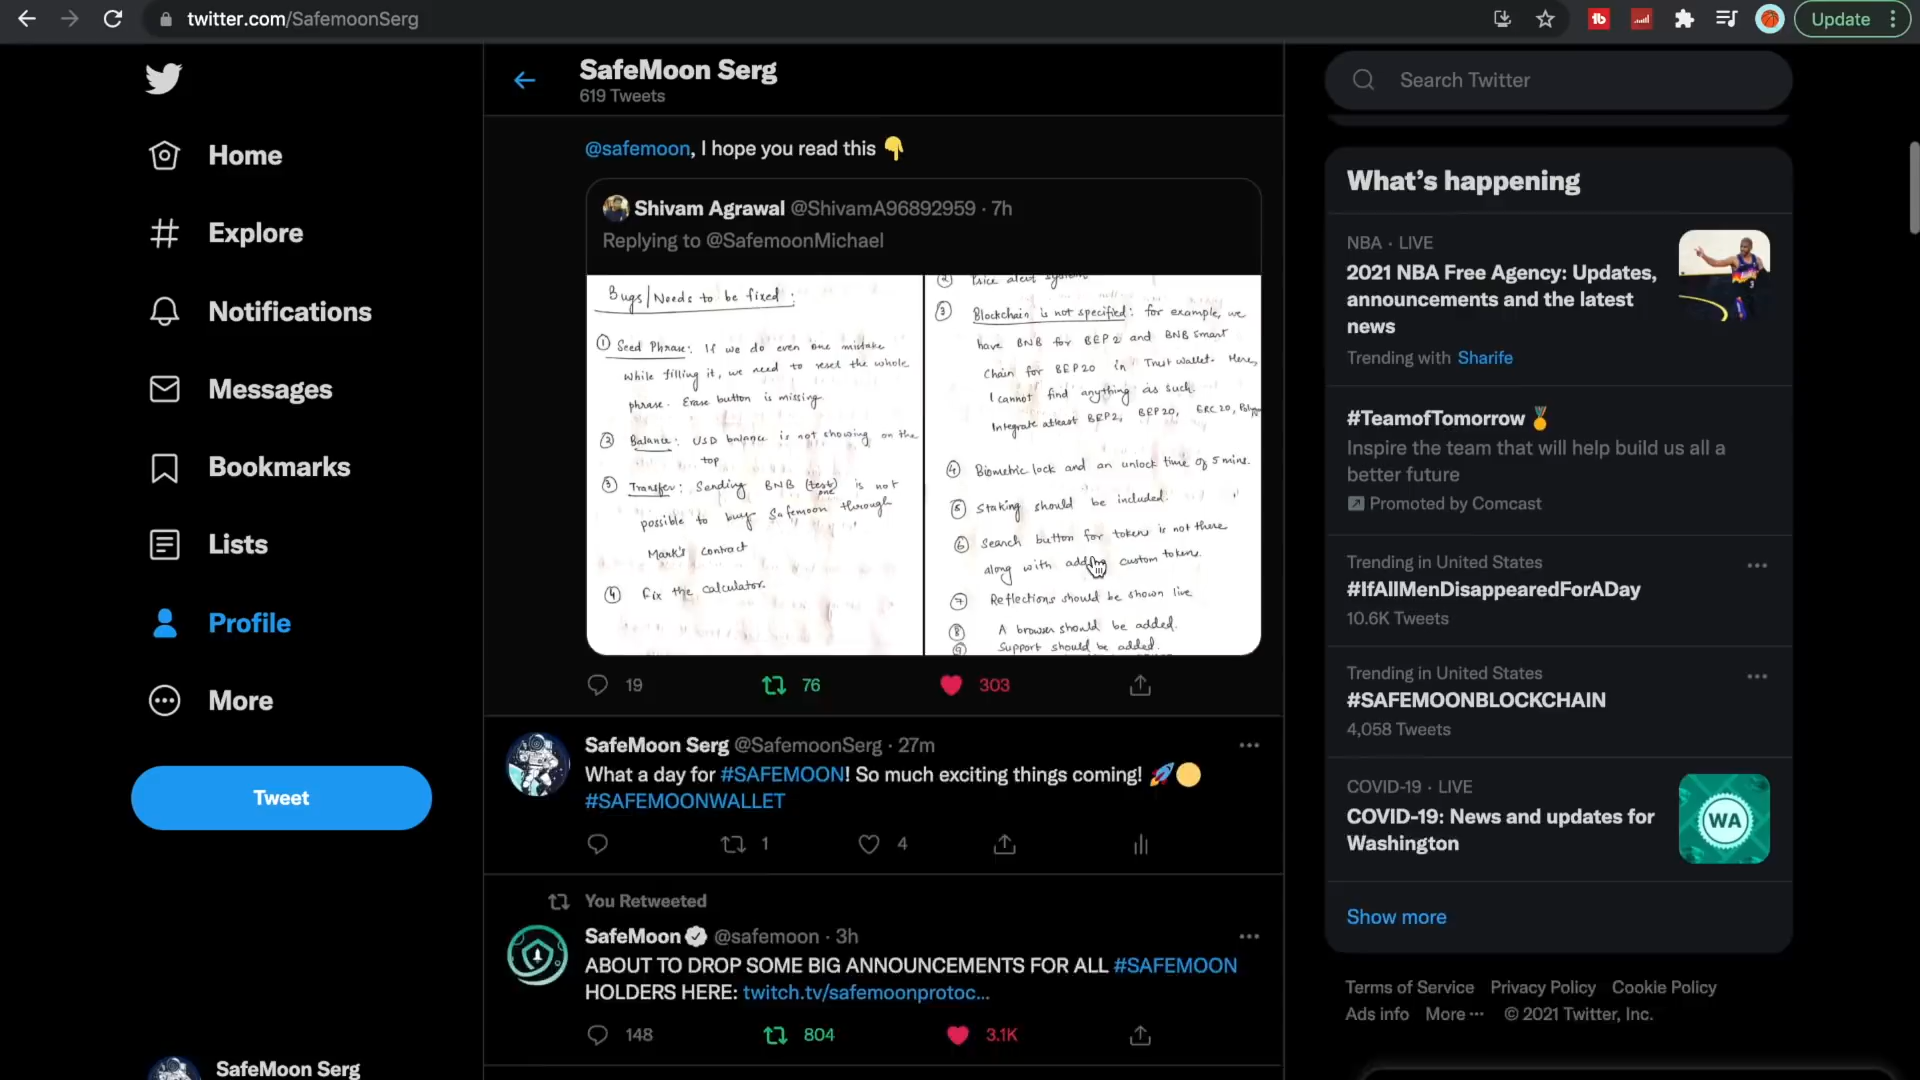 twitter.com/SafemoonSerg
Update
Home
Explore
Notifications
Messages
Bookmarks
Lists
Profile
More
Tweet
SafeMoon Serg
SafeMoon Serg
619 Tweets
@safemoon, I hope you read this 👇
Shivam Agrawal @ShivamA96892959 · 7h
Replying to @SafemoonMichael
Bugs/Needs to be fixed:
① Seed Phrase: If we do even one mistake
while filling it, we need to reset the whole
phrase. Erase button is missing.
② Balance: USD balance is not showing on the
top
③ Transfer: Sending BNB (test) is not
one
possible to buy Safemoon through
Mark's contract
④ Fix the calculator.
② Price alert system
③ Blockchain is not specified: for example, we
have BNB for BEP2 and BNB smart
chain for BEP20 in Trust wallet. Here,
I cannot find anything as such.
Integrate atleast BEP2, BEP20, ERC20,
④ Biometric lock and an unlock time of 5 mins.
⑤ Staking should be included.
⑥ Search button for tokens is not there
along with adding custom tokens.
⑦ Reflections should be shown live
⑧ A browser should be added.
⑨ Support should be added.
19 76 303
SafeMoon Serg @SafemoonSerg · 27m
What a day for #SAFEMOON! So much exciting things coming! 🚀🌕
#SAFEMOONWALLET
1 4
You Retweeted
SafeMoon @safemoon · 3h
ABOUT TO DROP SOME BIG ANNOUNCEMENTS FOR ALL #SAFEMOON
HOLDERS HERE: twitch.tv/safemoonprotoc...
148 804 3.1K
Search Twitter
What's happening
NBA · LIVE
2021 NBA Free Agency: Updates,
announcements and the latest
news
Trending with Sharife
#TeamofTomorrow 🏅
Inspire the team that will help build us all a
better future
Promoted by Comcast
Trending in United States
#IfAllMenDisappearedForADay
10.6K Tweets
Trending in United States
#SAFEMOONBLOCKCHAIN
4,058 Tweets
COVID-19 · LIVE
COVID-19: News and updates for
Washington
WA
Show more
Terms of Service Privacy Policy Cookie Policy
Ads info More ··· © 2021 Twitter, Inc.